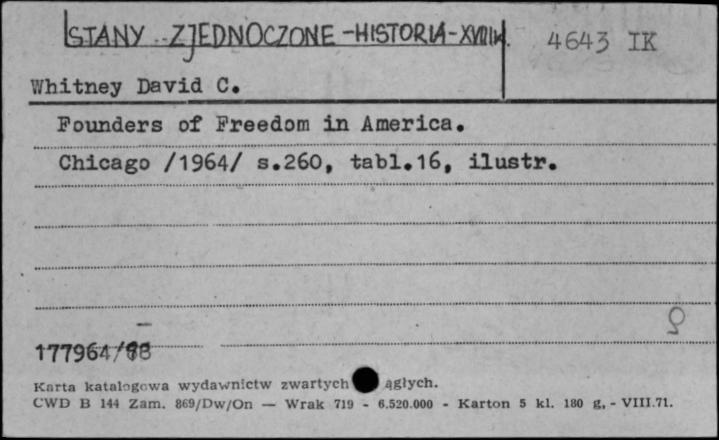 STANY ZJEDNOCZONE-HISTORIA-XVIII w. 4643 IK
Whitney David C.
Founders of Freedom in America.
Chicago /1964/ s.260, tabl.16, ilustr.
177964/
Karta katalogowa wydawnictw zwartych ągłych.
CWD B 144 Zam. 869/Dw/On — Wrak 719 - 6.520.000 - Karton 5 kl. 180 g, - VIII.71.